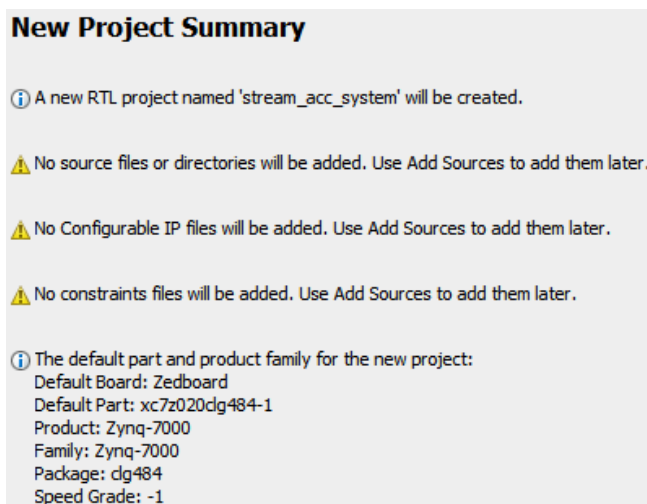 New Project Summary
A new RTL project named 'stream_acc_system' will be created.
No source files or directories will be added. Use Add Sources to add them later.
No Configurable IP files will be added. Use Add Sources to add them later.
No constraints files will be added. Use Add Sources to add them later.
The default part and product family for the new project:
Default Board: Zedboard
Default Part: xc7z020clg484-1
Product: Zynq-7000
Family: Zynq-7000
Package: clg484
Speed Grade: -1